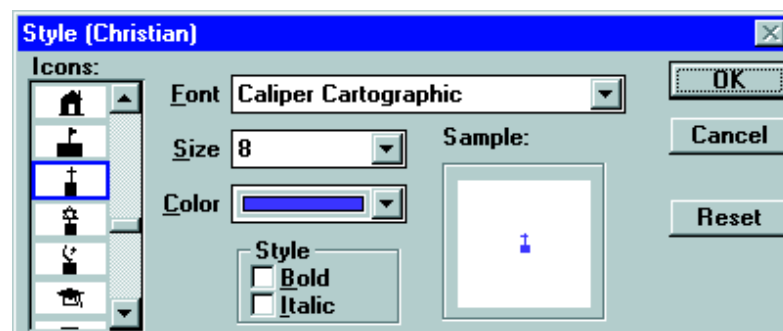 Style (Christian)
Icons:
Font Caliper Cartographic
OK
Size 8
Sample:
Cancel
Color
Reset
Style
Bold
Italic